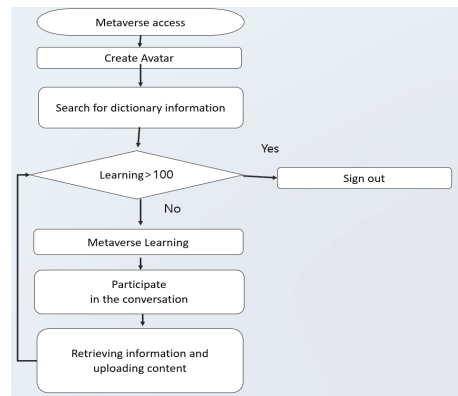 Metaverse access
Create Avatar
Search for dictionary information
Yes
Learning>100
Sign out
No
Metaverse Learning
Participate
in the conversation
Retrieving information and
uploading content